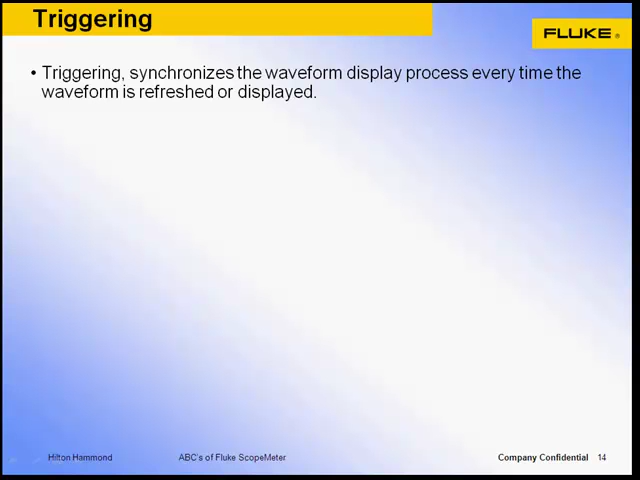 Triggering
FLUKE®
• Triggering, synchronizes the waveform display process every time the
waveform is refreshed or displayed.
Hilton Hammond ABC's of Fluke ScopeMeter Company Confidential 14